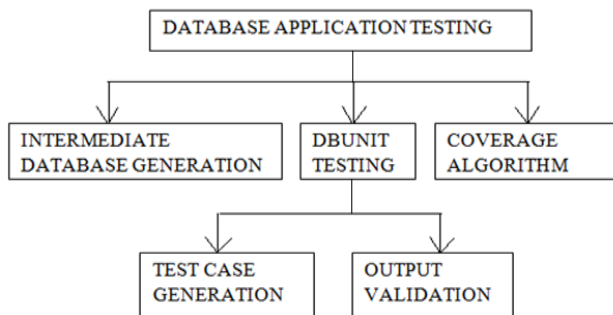 DATABASE APPLICATION TESTING
INTERMEDIATE
DATABASE GENERATION
DBUNIT
TESTING
COVERAGE
ALGORITHM
TEST CASE
GENERATION
OUTPUT
VALIDATION